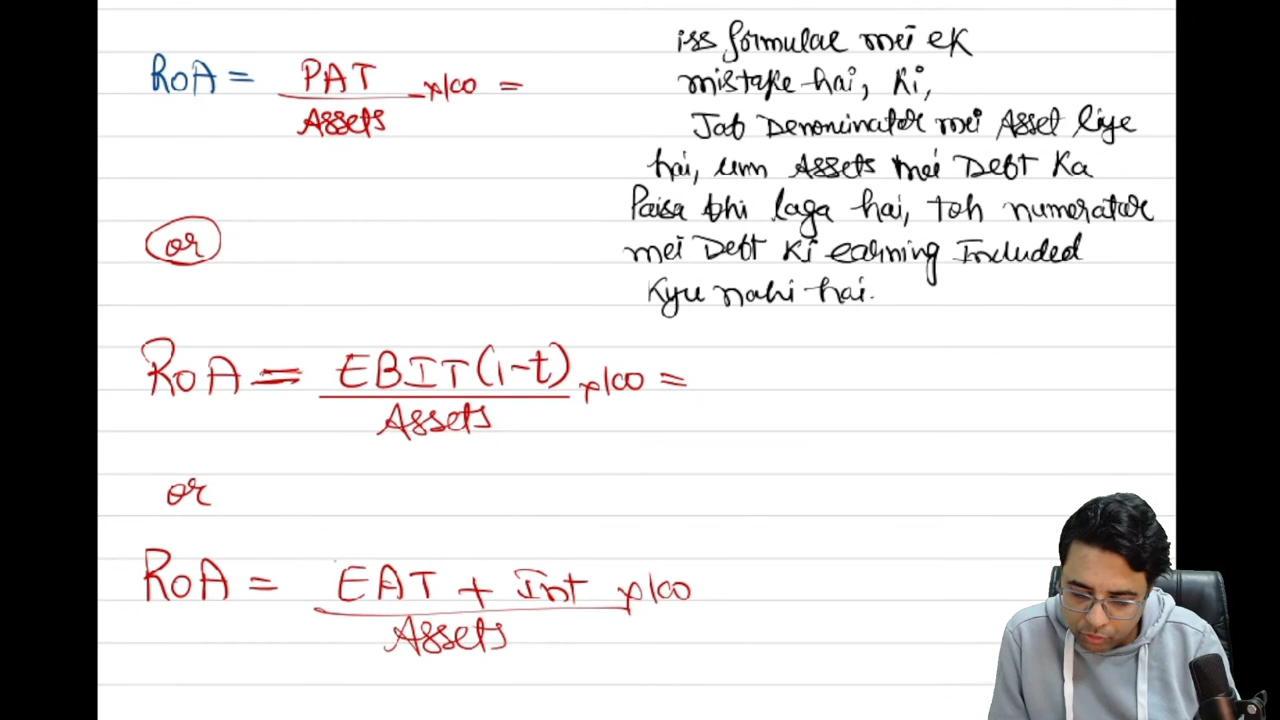 RoA = PAT / Assets x100 =
iss formulae mei ek
mistake hai, Ki,
Jab Denominator mei Asset liye
hai, unn Assets mei Debt Ka
Paisa bhi laga hai, toh numerator
mei Debt Ki earning Included
Kyu nahi hai.
or
RoA = EBIT(1-t) / Assets x100 =
or
RoA = EAT + Int / Assets x100